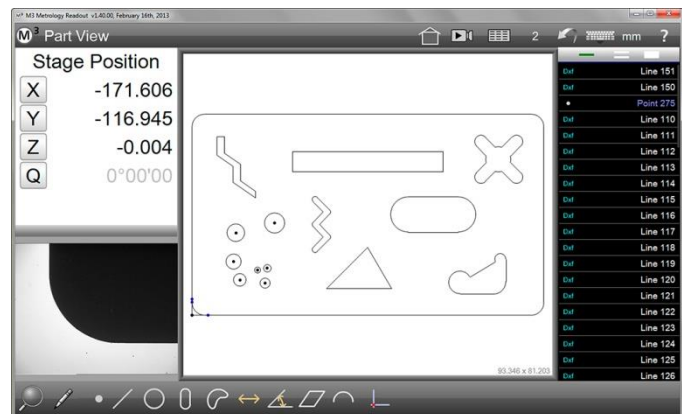 M3 Metrology Readout v1.40.00, February 16th, 2013
M3 Part View
2
mm
?
Stage Position
X -171.606
Y -116.945
Z -0.004
Q 0°00'00
93.346 x 81.203
Dxf Line 151
Dxf Line 150
Point 275
Dxf Line 110
Dxf Line 111
Dxf Line 112
Dxf Line 113
Dxf Line 114
Dxf Line 115
Dxf Line 116
Dxf Line 117
Dxf Line 118
Dxf Line 119
Dxf Line 120
Dxf Line 121
Dxf Line 122
Dxf Line 123
Dxf Line 124
Dxf Line 125
Dxf Line 126